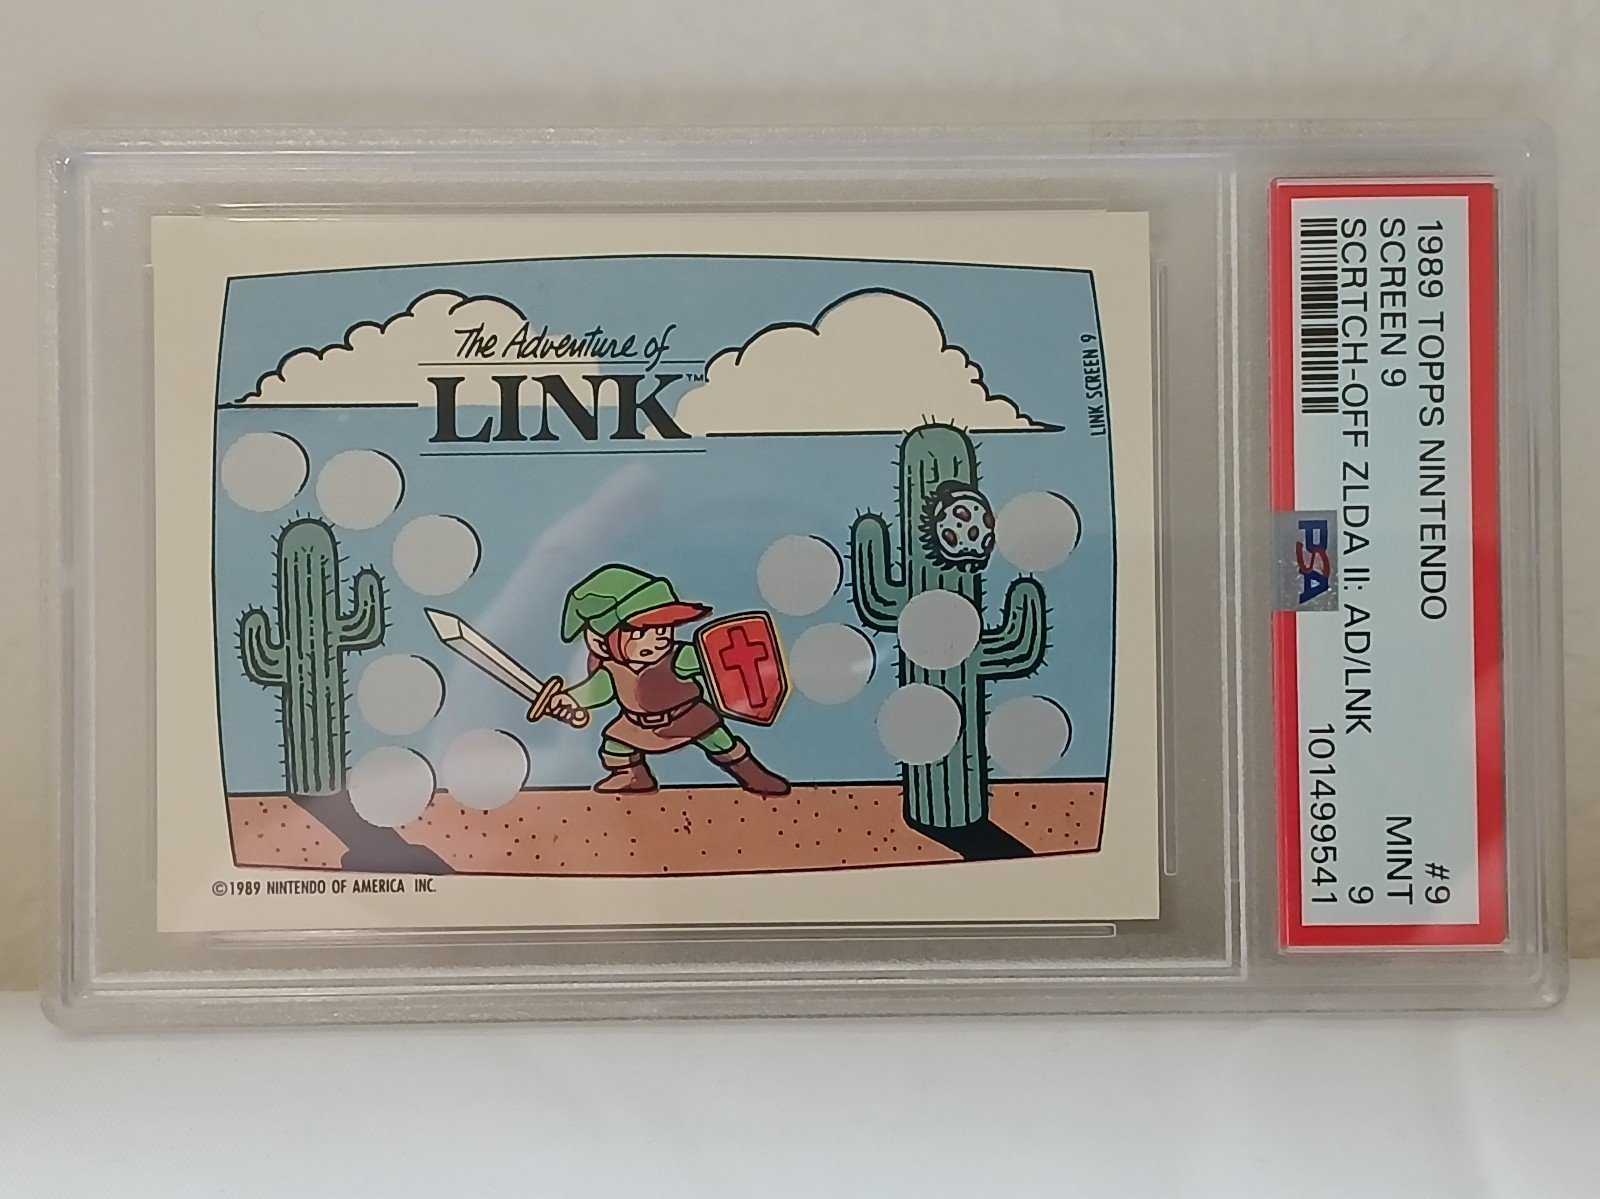 The Adventure of
LINK™
LINK SCREEN 9
©1989 NINTENDO OF AMERICA INC.
1989 TOPPS NINTENDO #9
SCREEN 9 MINT
SCRTCH-OFF ZLDA II: AD/LNK 9
PSA 101499541